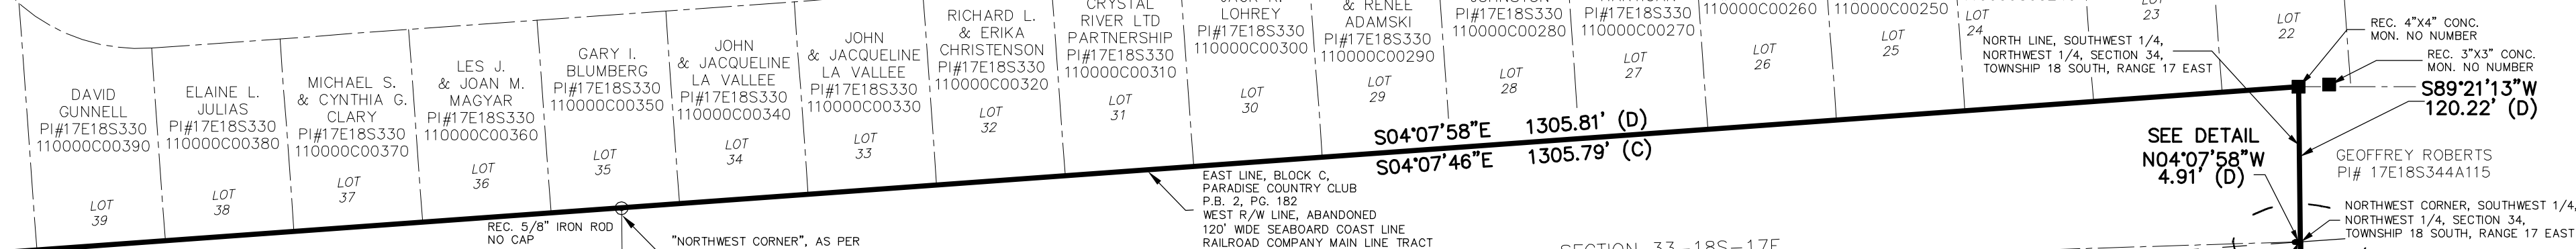 DAVID
GUNNELL
PI#17E18S330
110000C00390
LOT
39
ELAINE L.
JULIAS
PI#17E18S330
110000C00380
LOT
38
MICHAEL S.
& CYNTHIA G.
CLARY
PI#17E18S330
110000C00370
LOT
37
LES J.
& JOAN M.
MAGYAR
PI#17E18S330
110000C00360
LOT
36
GARY I.
BLUMBERG
PI#17E18S330
110000C00350
LOT
35
JOHN
& JACQUELINE
LA VALLEE
PI#17E18S330
110000C00340
LOT
34
JOHN
& JACQUELINE
LA VALLEE
PI#17E18S330
110000C00330
LOT
33
RICHARD L.
& ERIKA
CHRISTENSON
PI#17E18S330
110000C00320
LOT
32
CRYSTAL
RIVER LTD
PARTNERSHIP
PI#17E18S330
110000C00310
LOT
31
LOHREY
PI#17E18S330
110000C00300
LOT
30
& RENEE
ADAMSKI
PI#17E18S330
110000C00290
LOT
29
PI#17E18S330
110000C00280
LOT
28
PI#17E18S330
110000C00270
LOT
27
110000C00260
LOT
26
110000C00250
LOT
25
LOT
24
23
LOT
22
NORTH LINE, SOUTHWEST 1/4,
NORTHWEST 1/4, SECTION 34,
TOWNSHIP 18 SOUTH, RANGE 17 EAST
REC. 4"X4" CONC.
MON. NO NUMBER
REC. 3"X3" CONC.
MON. NO NUMBER
S89°21'13"W
120.22' (D)
S04°07'58"E 1305.81' (D)
S04°07'46"E 1305.79' (C)
SEE DETAIL
N04°07'58"W
4.91' (D)
GEOFFREY ROBERTS
PI# 17E18S344A115
EAST LINE, BLOCK C,
PARADISE COUNTRY CLUB
P.B. 2, PG. 182
WEST R/W LINE, ABANDONED
120' WIDE SEABOARD COAST LINE
RAILROAD COMPANY MAIN LINE TRACT
NORTHWEST CORNER, SOUTHWEST 1/4,
NORTHWEST 1/4, SECTION 34,
TOWNSHIP 18 SOUTH, RANGE 17 EAST
REC. 5/8" IRON ROD
NO CAP
"NORTHWEST CORNER", AS PER
SECTION 33-18S-17E